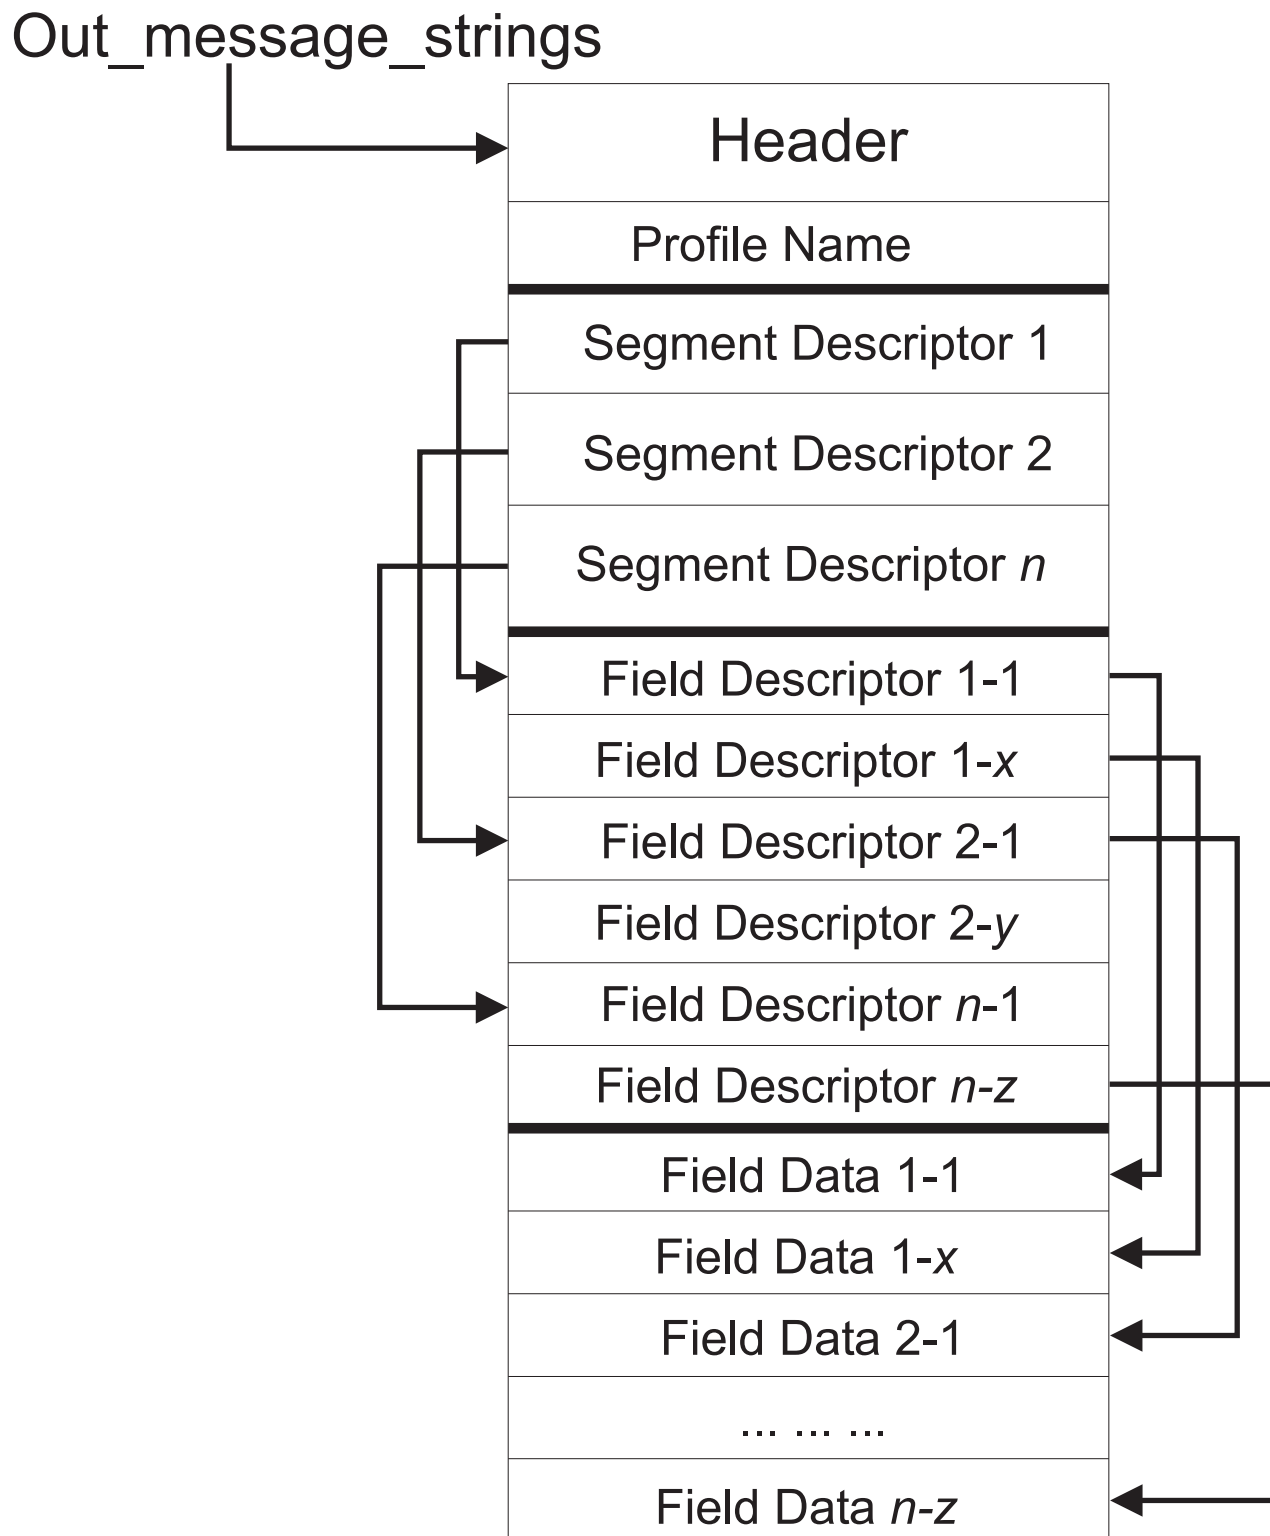 Out_message_strings
Header
Profile Name
Segment Descriptor 1
Segment Descriptor 2
Segment Descriptor n
Field Descriptor 1-1
Field Descriptor 1-x
Field Descriptor 2-1
Field Descriptor 2-y
Field Descriptor n-1
Field Descriptor n-z
Field Data 1-1
Field Data 1-x
Field Data 2-1
... ... ...
Field Data n-z